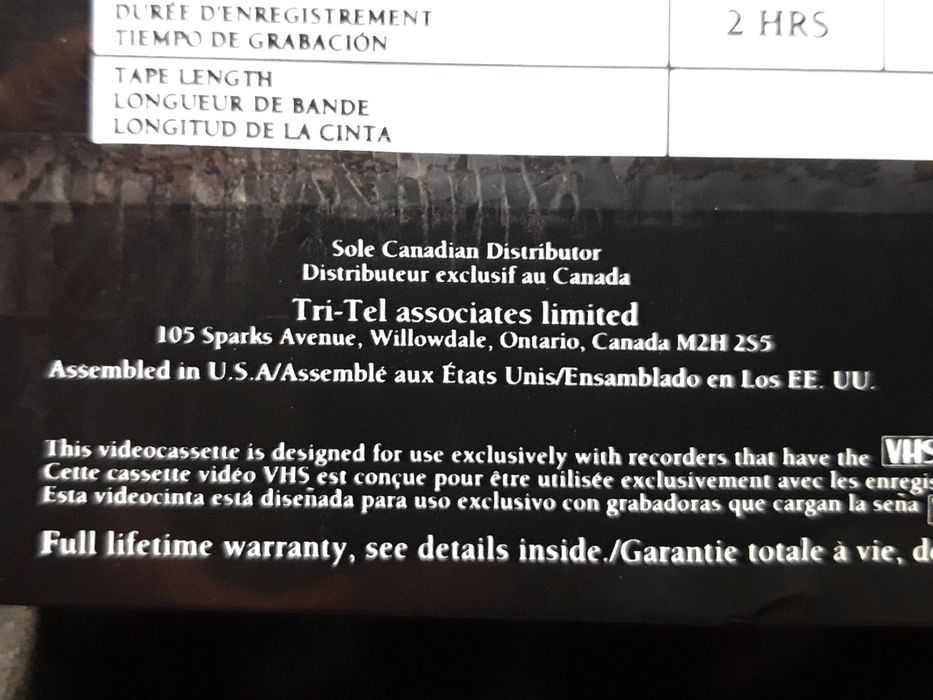 DURÉE D'ENREGISTREMENT
TIEMPO DE GRABACIÓN
2 HRS
TAPE LENGTH
LONGUEUR DE BANDE
LONGITUD DE LA CINTA
Sole Canadian Distributor
Distributeur exclusif au Canada
Tri-Tel associates limited
105 Sparks Avenue, Willowdale, Ontario, Canada M2H 2S5
Assembled in U.S.A/Assemblé aux États Unis/Ensamblado en Los EE. UU.
This videocassette is designed for use exclusively with recorders that have the VHS
Cette cassette vidéo VHS est conçue pour être utilisée exclusivement avec les enregis
Esta videocinta está diseñada para uso exclusivo con grabadoras que cargan la seña
Full lifetime warranty, see details inside./Garantie totale à vie, d